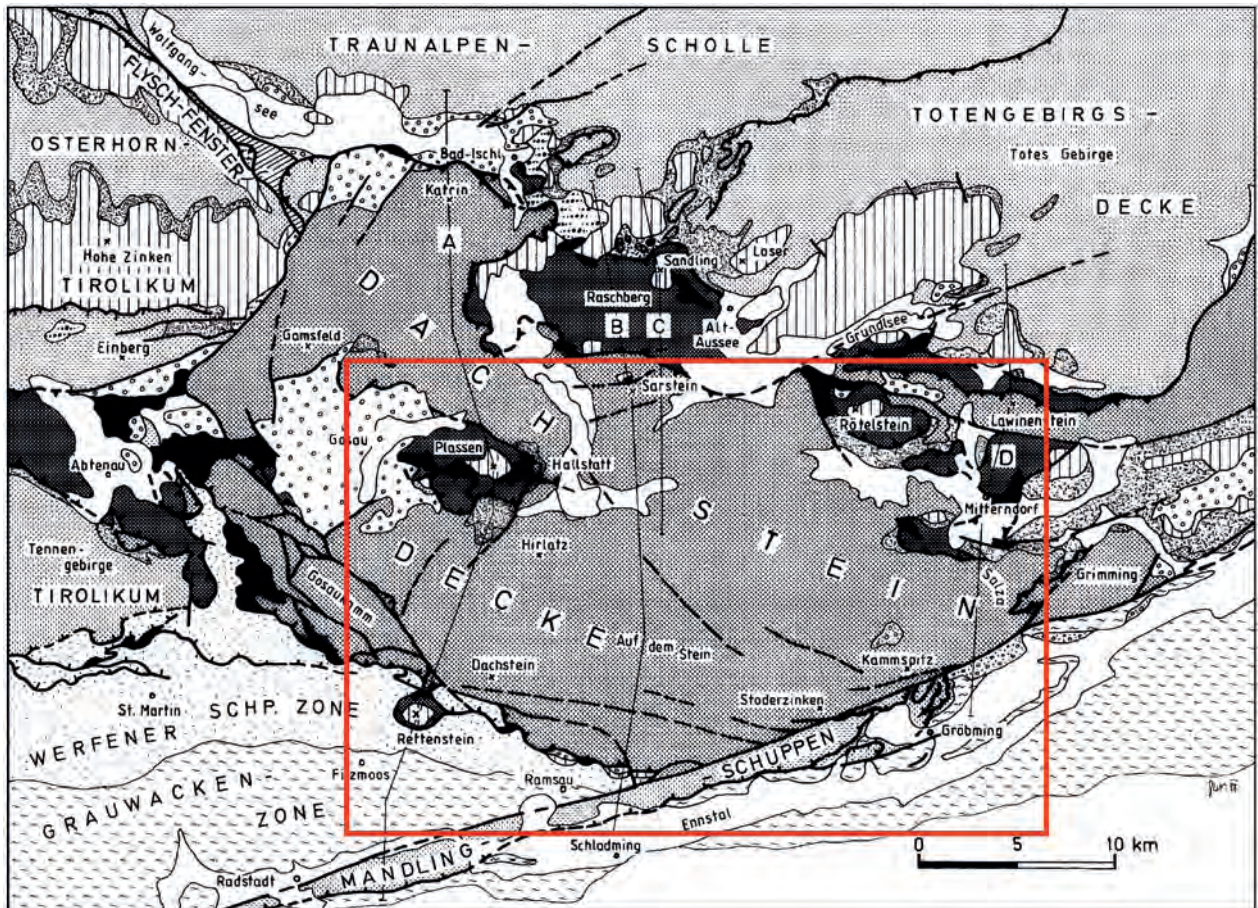 TRAUNALPEN - SCHOLLE
Wolfgang-
see
FLYSCH-FENSTER
TOTENGEBIRGS -
DECKE
Totes Gebirge
OSTERHORN-
Bad-Ischl
Katrin
Hohe Zinken
TIROLIKUM
A
Sandling
Loser
Raschberg
B C
Alt-
Aussee
Grundlsee
Einberg
Gamsfeld
DACHSTEIN
DECKE
Sarstein
Gosau
Plassen
Hallstatt
Rötelstein
Lawinenstein
D
Abtenau
Mitterndorf
Hirlatz
Tennen-
gebirge
TIROLIKUM
Gosaukamm
Salza
Grimming
Auf dem Stein
Dachstein
Kammspitz
Stoderzinken
St. Martin
SCHP. ZONE
WERFENER
Rettenstein
Gröbming
SCHUPPEN
Filzmoos
Ramsau
GRAUWACKEN-
ZONE
Ennstal
MANDLING
Schladming
Radstadt
0 5 10 km